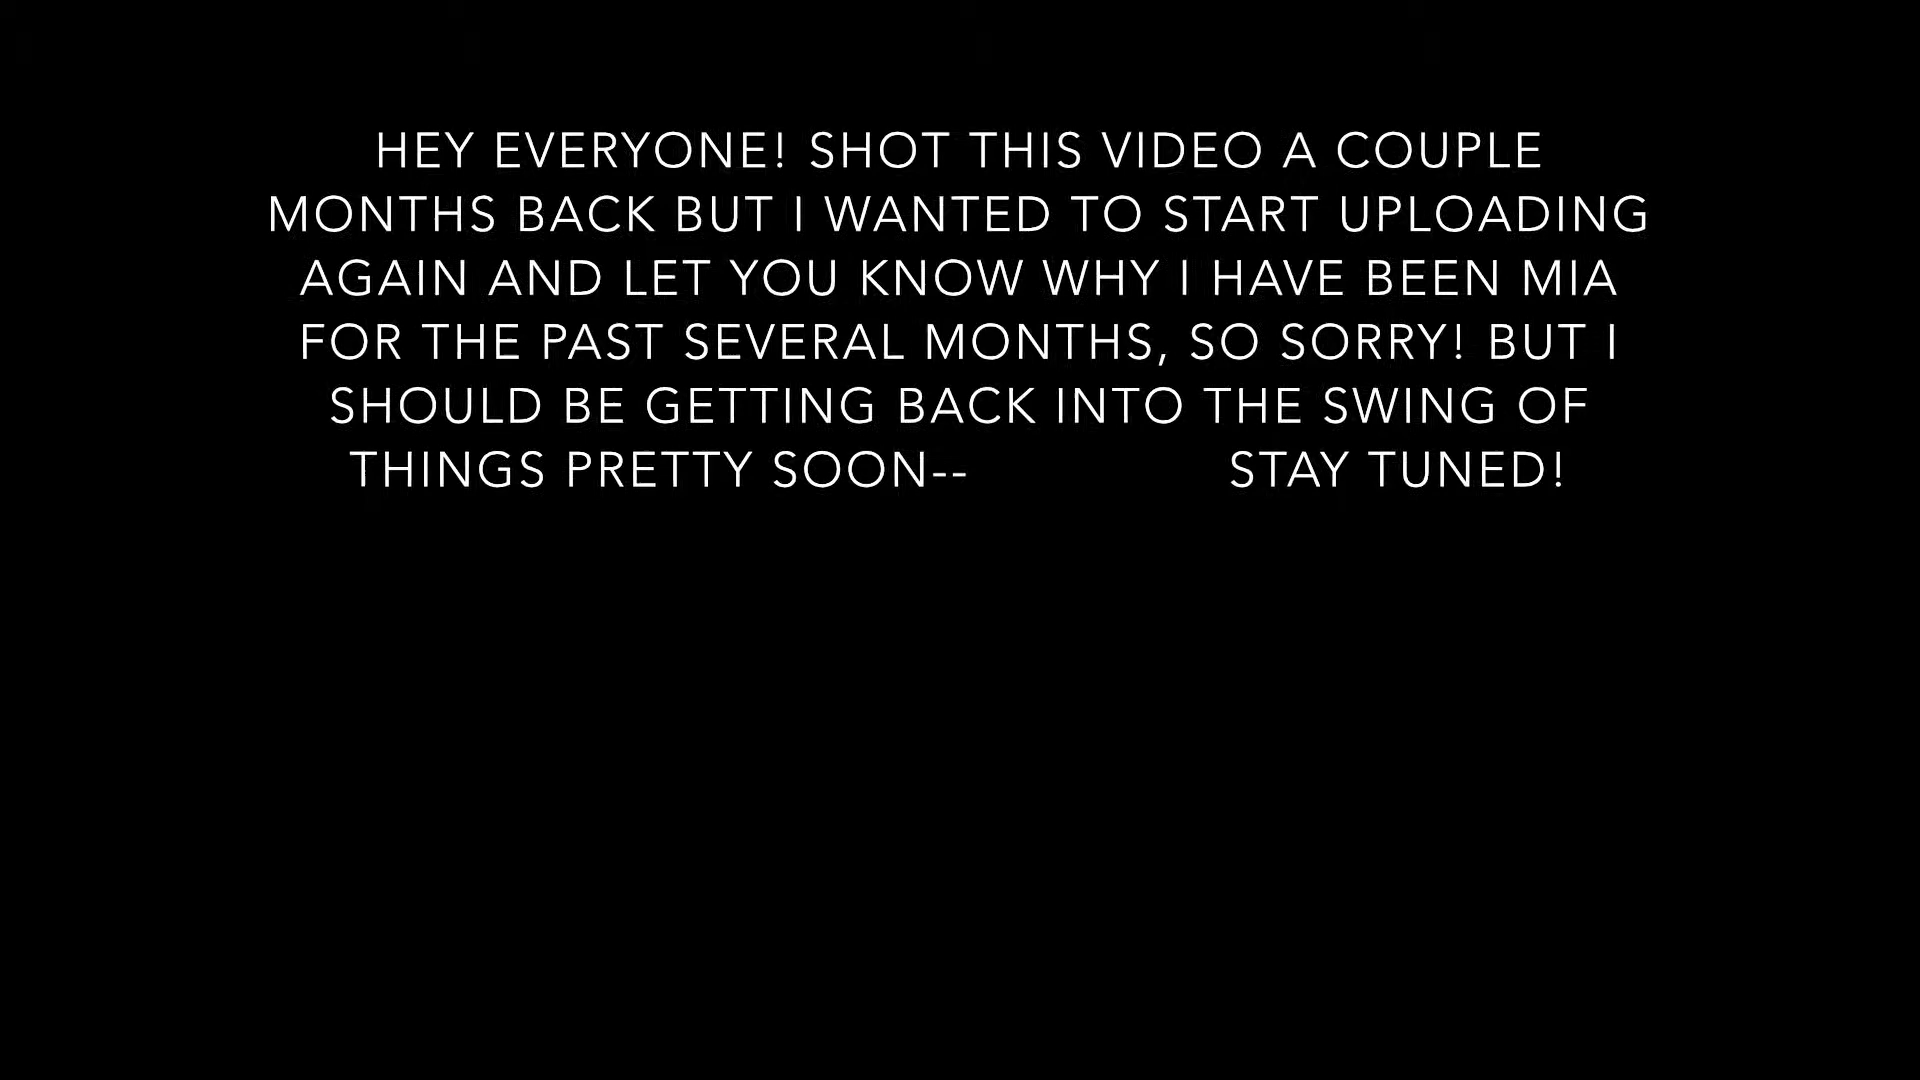 HEY EVERYONE! SHOT THIS VIDEO A COUPLE
MONTHS BACK BUT I WANTED TO START UPLOADING
AGAIN AND LET YOU KNOW WHY I HAVE BEEN MIA
FOR THE PAST SEVERAL MONTHS, SO SORRY! BUT I
SHOULD BE GETTING BACK INTO THE SWING OF
THINGS PRETTY SOON-- STAY TUNED!